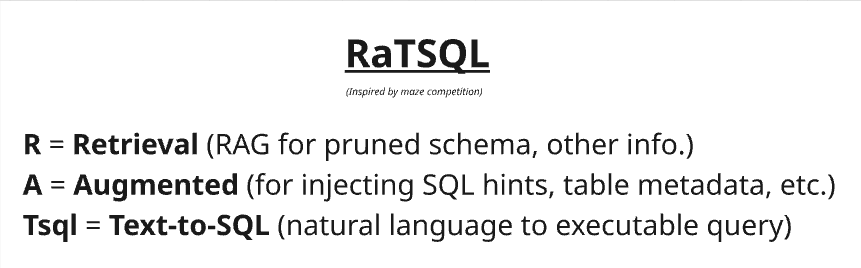 RaTSQL
(Inspired by maze competition)
R = Retrieval (RAG for pruned schema, other info.)
A = Augmented (for injecting SQL hints, table metadata, etc.)
Tsql = Text-to-SQL (natural language to executable query)